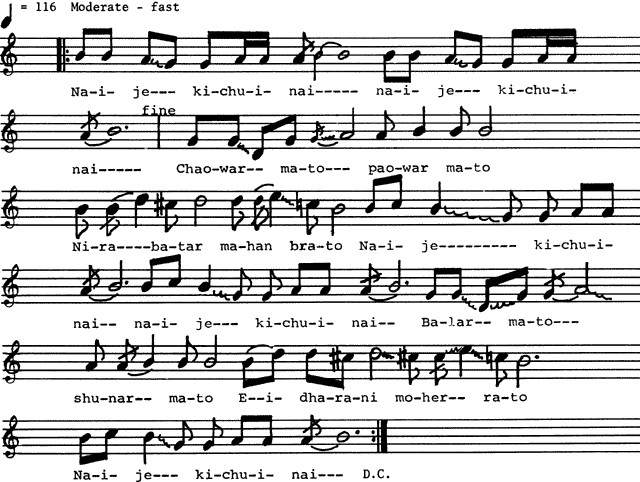 ♩ = 116 Moderate - fast
Na-i- je--- ki-chu-i- nai----- na-i- je--- ki-chu-i-
fine
nai----- Chao-war-- ma-to--- pao-war ma-to
Ni-ra----ba-tar ma-han bra-to Na-i- je--------- ki-chu-i-
nai-- na-i- je--- ki-chu-i- nai-- Ba-lar-- ma-to---
shu-nar-- ma-to E--i- dha-ra-ni mo-her-- ra-to
Na-i- je--- ki-chu-i- nai--- D.C.